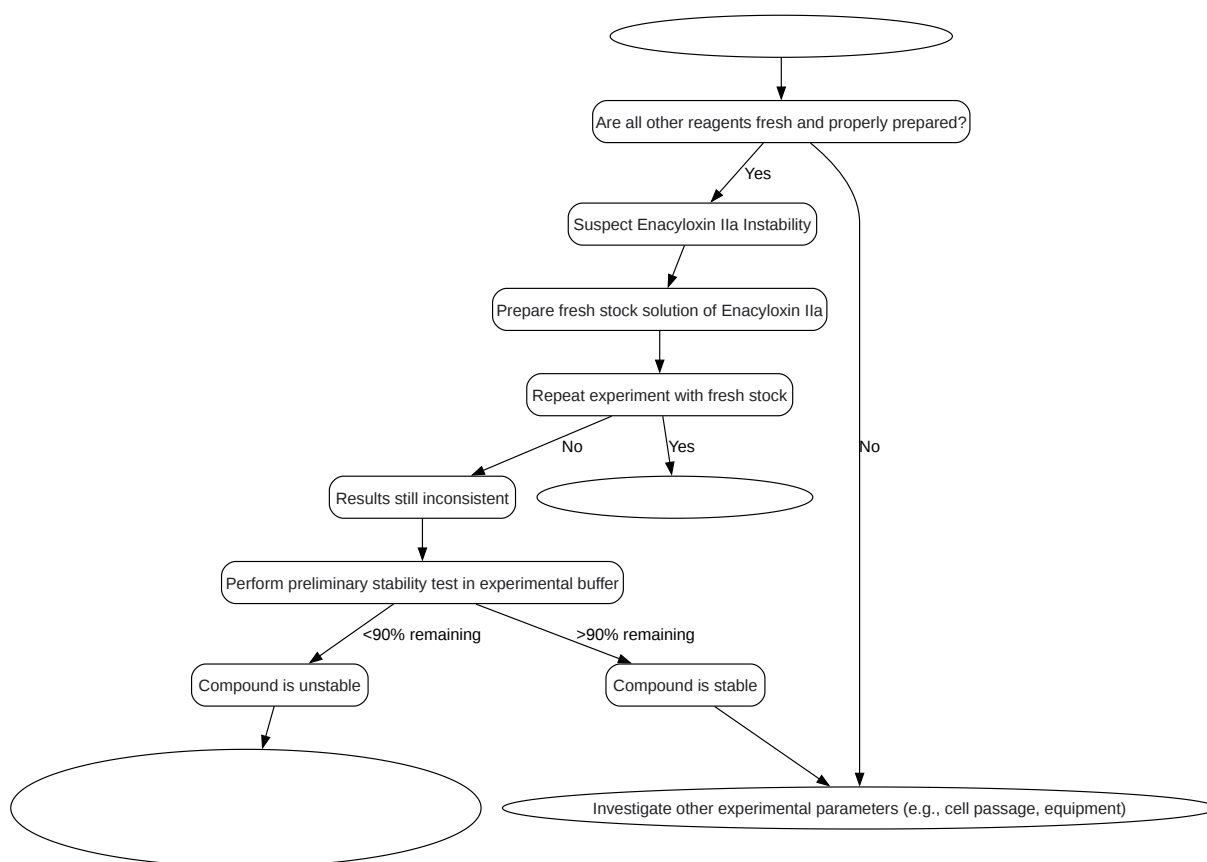 Are all other reagents fresh and properly prepared?
Yes
Suspect Enacyloxin IIa Instability
Prepare fresh stock solution of Enacyloxin IIa
Repeat experiment with fresh stock
No
Yes
No
Results still inconsistent
Perform preliminary stability test in experimental buffer
<90% remaining
>90% remaining
Compound is unstable
Compound is stable
Investigate other experimental parameters (e.g., cell passage, equipment)